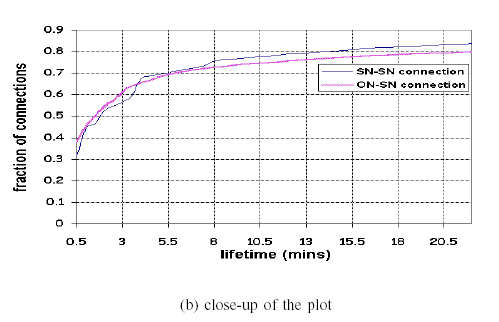 0.9
0.8
0.7
0.6
0.5
0.4
0.3
0.2
0.1
0
fraction of connections
SN-SN connection
ON-SN connection
0.5 3 5.5 8 10.5 13 15.5 18 20.5
lifetime (mins)
(b) close-up of the plot